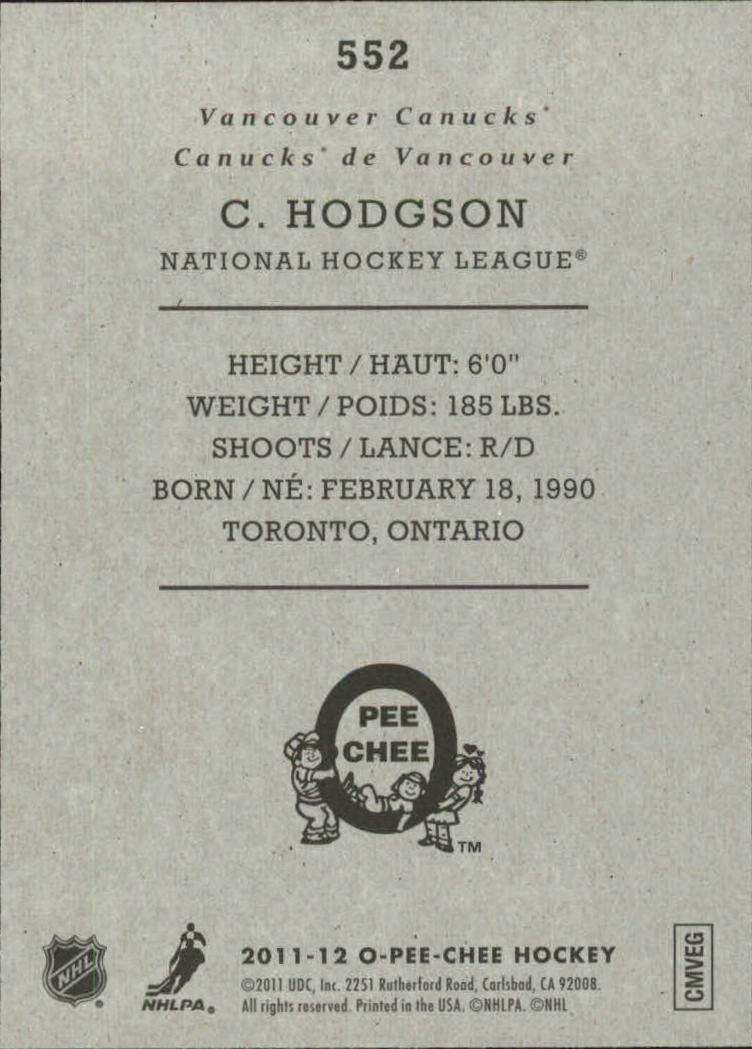 552
Vancouver Canucks*
Canucks* de Vancouver
C. HODGSON
NATIONAL HOCKEY LEAGUE®
HEIGHT / HAUT: 6'0"
WEIGHT / POIDS: 185 LBS.
SHOOTS / LANCE: R/D
BORN / NÉ: FEBRUARY 18, 1990
TORONTO, ONTARIO
PEE
CHEE
TM
NHL
NHLPA®
2011-12 O-PEE-CHEE HOCKEY
©2011 UDC, Inc. 2251 Rutherford Road, Carlsbad, CA 92008.
All rights reserved. Printed in the USA. ©NHLPA. ©NHL
CMVEG